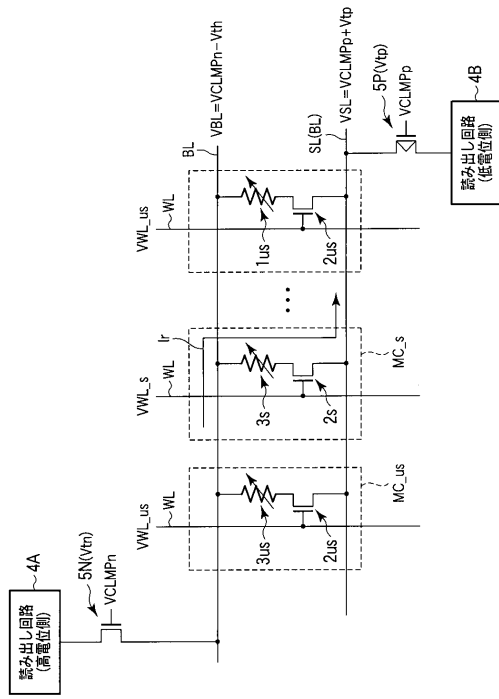 4A
読み出し回路
(高電位側)
5N(Vtn)
VCLMPn
VWL_us
WL
VWL_s
WL
VWL_us
WL
Ir
BL
VBL=VCLMPn−Vth
3us
2us
3s
2s
1us
2us
MC_us
MC_s
SL(BL)
VSL=VCLMPp+Vtp
5P(Vtp)
VCLMPp
4B
読み出し回路
(低電位側)